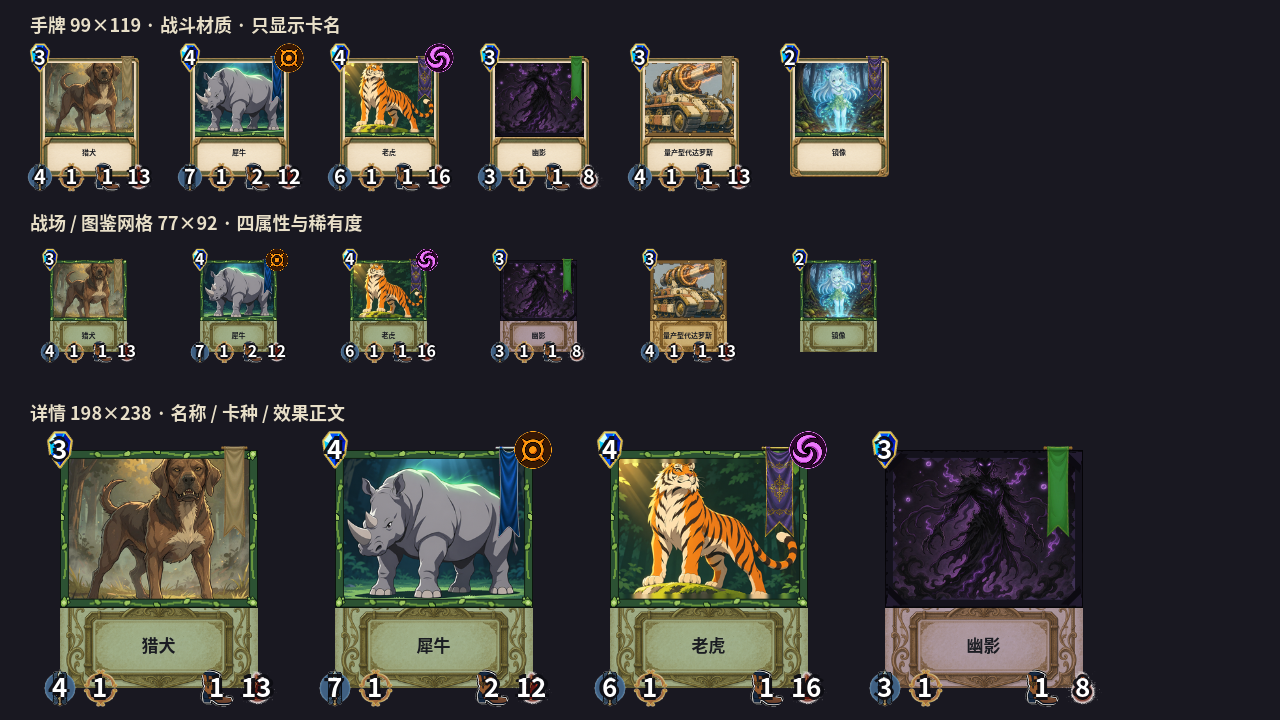 手牌 99×119 · 战斗材质 · 只显示卡名
3 4 4 3 3 2
猎犬 犀牛 老虎 幽影 量产型代达罗斯 镜像
4 1 1 13 7 1 2 12 6 1 1 16 3 1 1 8 4 1 1 13
战场 / 图鉴网格 77×92 · 四属性与稀有度
3 4 4 3 3 2
猎犬 犀牛 老虎 幽影 量产型代达罗斯 镜像
4 1 1 13 7 1 2 12 6 1 1 16 3 1 1 8 4 1 1 13
详情 198×238 · 名称 / 卡种 / 效果正文
3 4 4 3
猎犬 犀牛 老虎 幽影
4 1 1 13 7 1 2 12 6 1 1 16 3 1 1 8